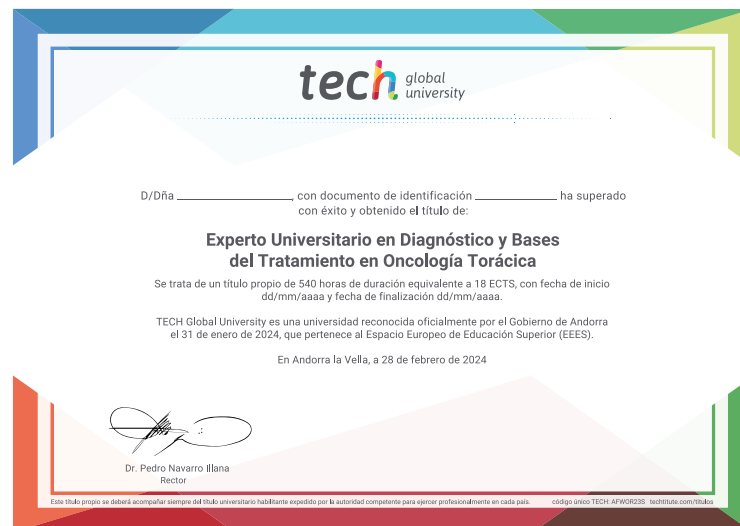 tech global university
D/Dña ____________, con documento de identificación ____________ ha superado
con éxito y obtenido el título de:
Experto Universitario en Diagnóstico y Bases
del Tratamiento en Oncología Torácica
Se trata de un título propio de 540 horas de duración equivalente a 18 ECTS, con fecha de inicio
dd/mm/aaaa y fecha de finalización dd/mm/aaaa.
TECH Global University es una universidad reconocida oficialmente por el Gobierno de Andorra
el 31 de enero de 2024, que pertenece al Espacio Europeo de Educación Superior (EEES).
En Andorra la Vella, a 28 de febrero de 2024
Dr. Pedro Navarro Illana
Rector
Este título propio se deberá acompañar siempre del título universitario habilitante expedido por la autoridad competente para ejercer profesionalmente en cada país. código único TECH: AFWOR23S techtitute.com/titulos